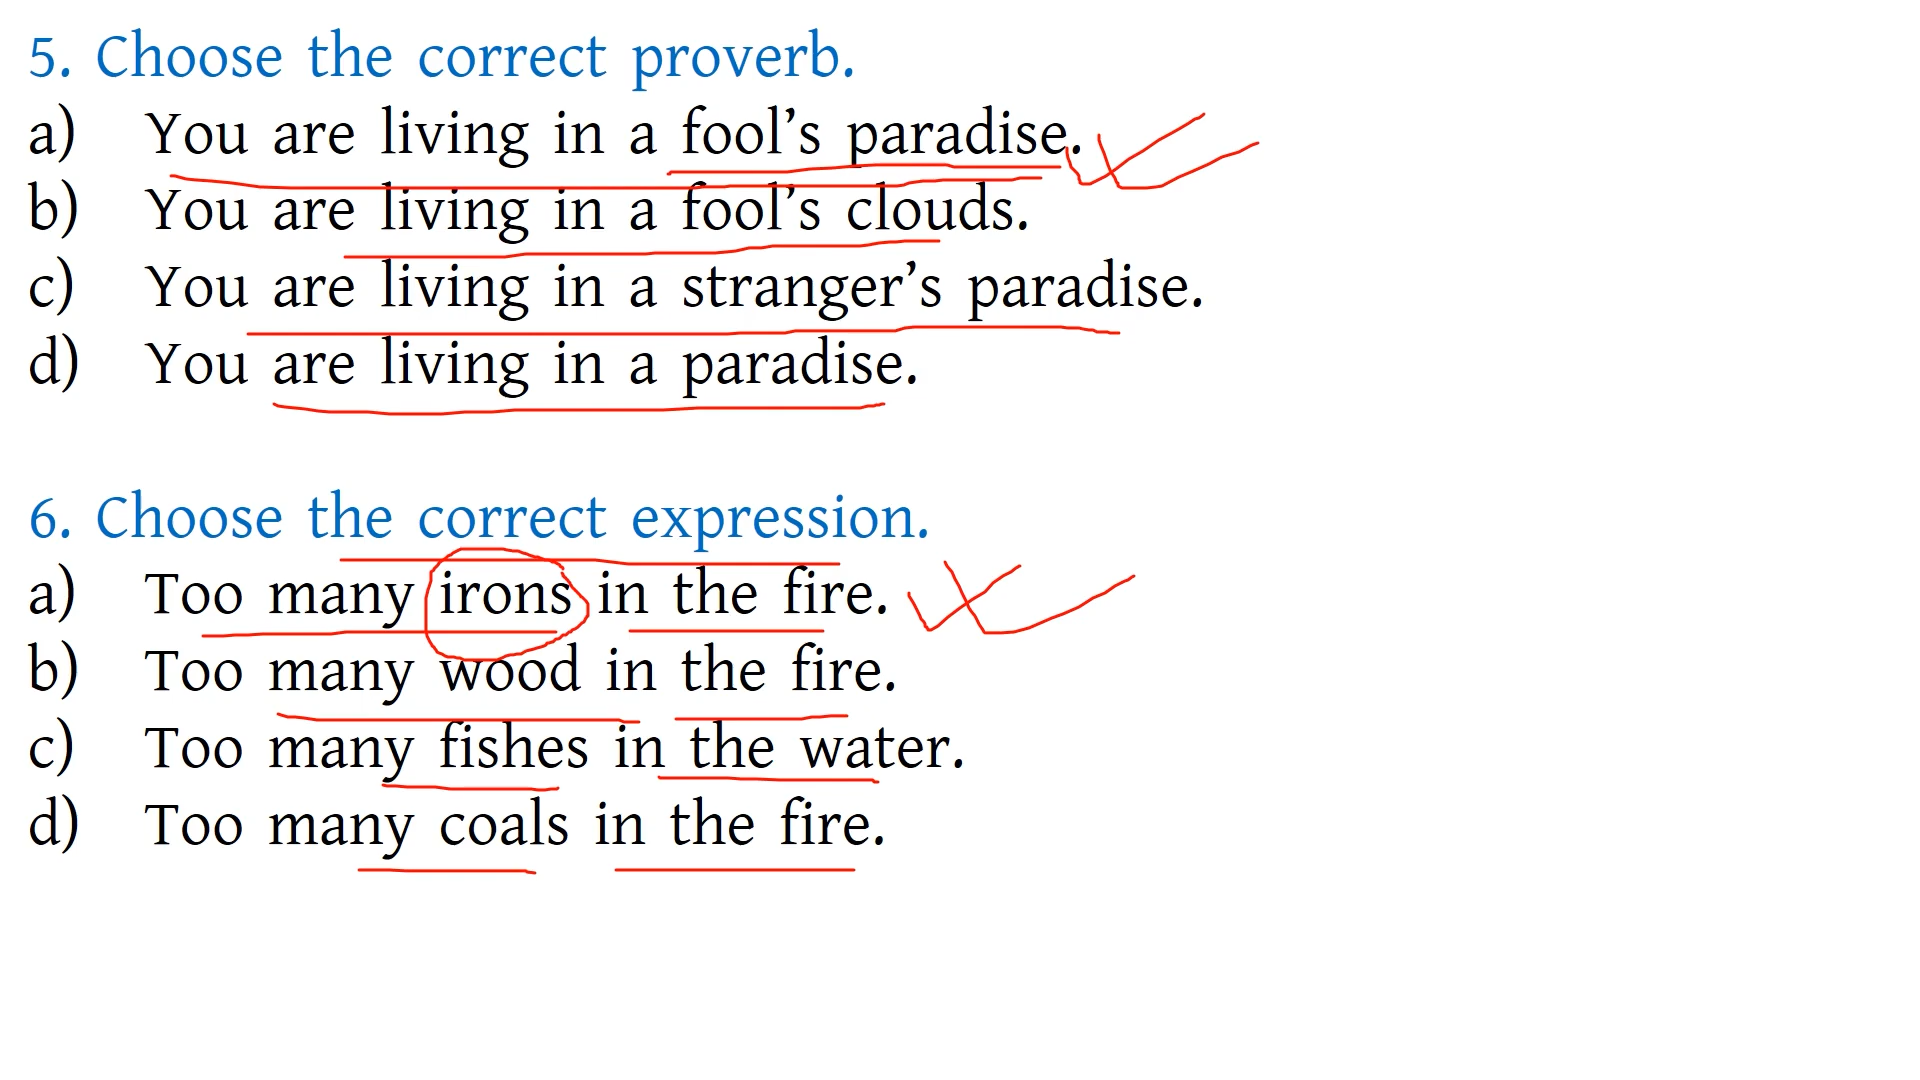 5. Choose the correct proverb.
a) You are living in a fool’s paradise.
b) You are living in a fool’s clouds.
c) You are living in a stranger’s paradise.
d) You are living in a paradise.
6. Choose the correct expression.
a) Too many irons in the fire.
b) Too many wood in the fire.
c) Too many fishes in the water.
d) Too many coals in the fire.